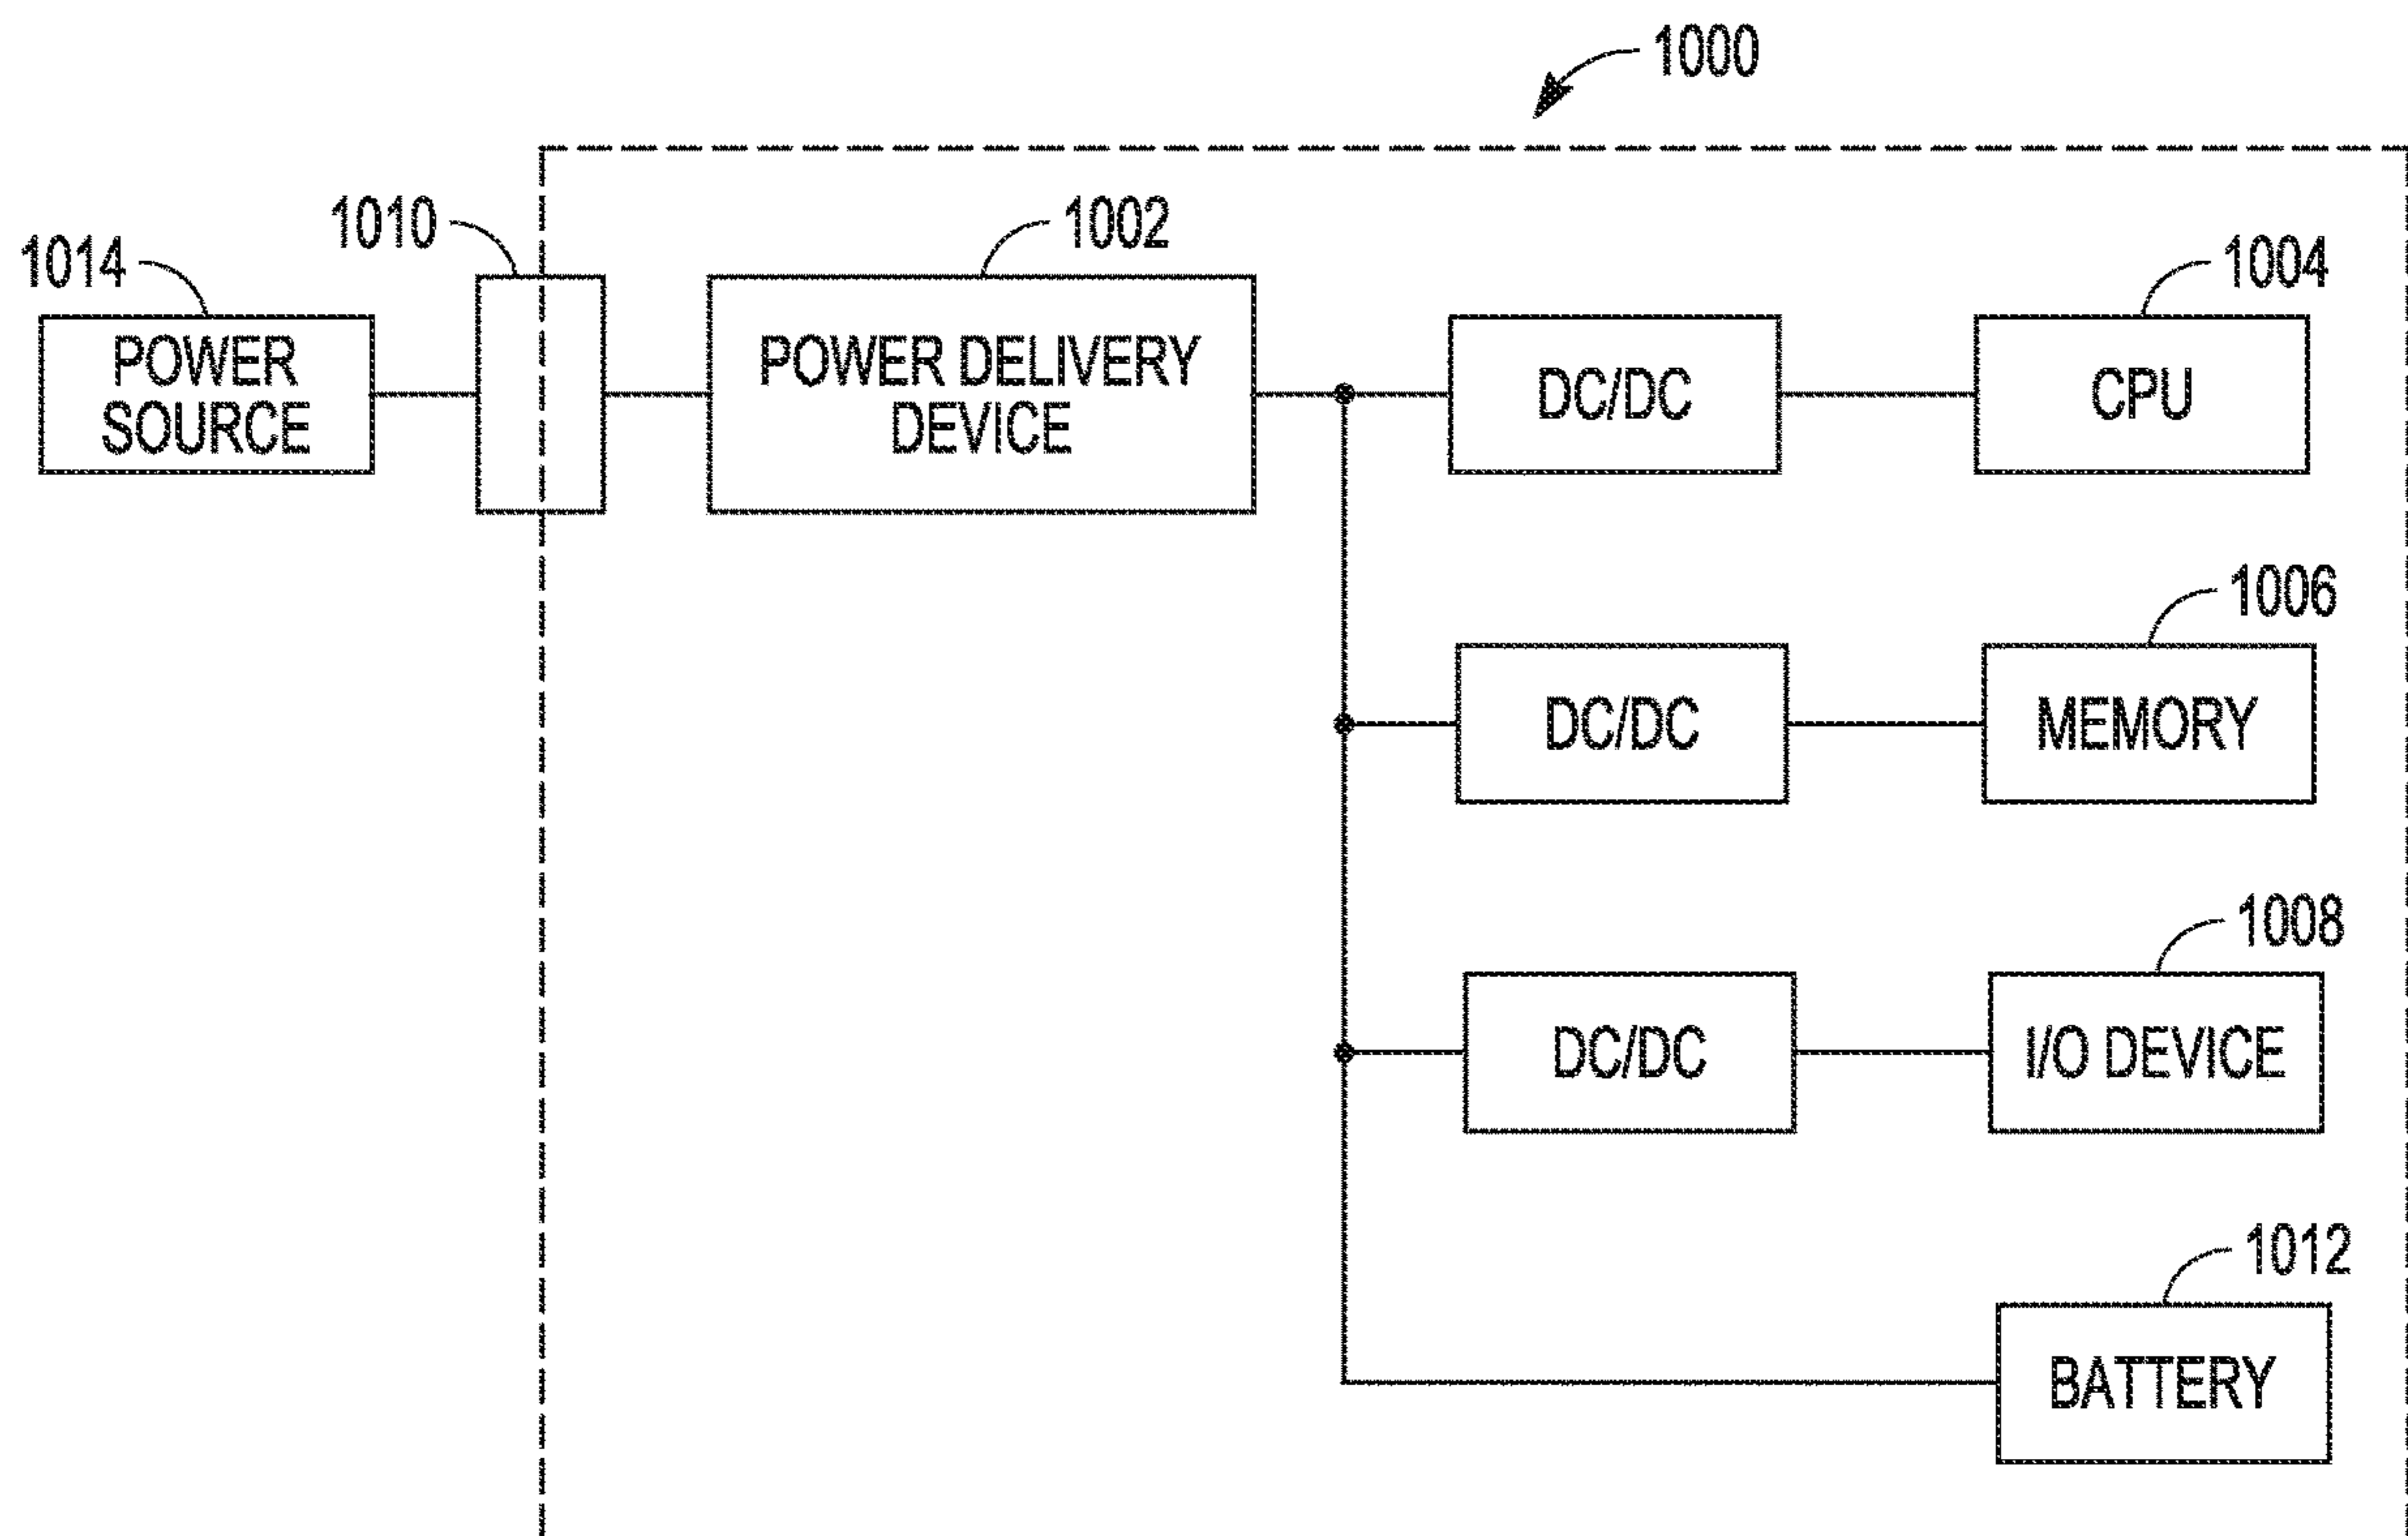 1000
1010
1002
1014
1004
POWER
SOURCE
POWER DELIVERY
DEVICE
DC/DC
CPU
1006
DC/DC
MEMORY
1008
DC/DC
I/O DEVICE
1012
BATTERY